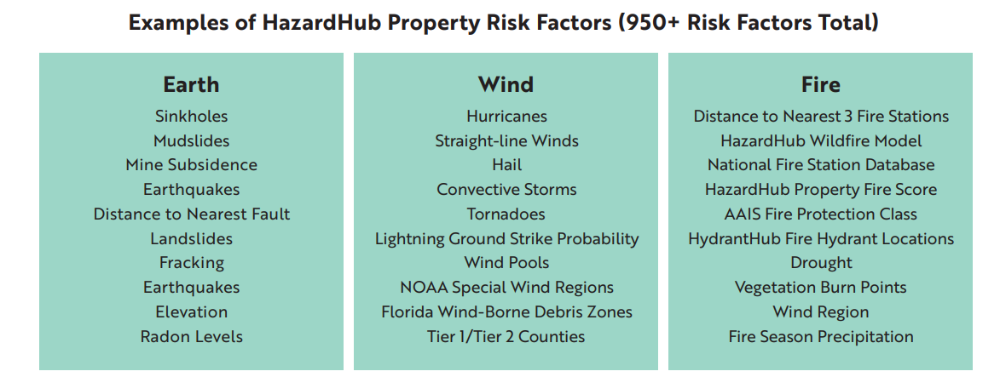 Examples of HazardHub Property Risk Factors (950+ Risk Factors Total)
Earth
Sinkholes
Mudslides
Mine Subsidence
Earthquakes
Distance to Nearest Fault
Landslides
Fracking
Earthquakes
Elevation
Radon Levels
Wind
Hurricanes
Straight-line Winds
Hail
Convective Storms
Tornadoes
Lightning Ground Strike Probability
Wind Pools
NOAA Special Wind Regions
Florida Wind-Borne Debris Zones
Tier 1/Tier 2 Counties
Fire
Distance to Nearest 3 Fire Stations
HazardHub Wildfire Model
National Fire Station Database
HazardHub Property Fire Score
AAIS Fire Protection Class
HydrantHub Fire Hydrant Locations
Drought
Vegetation Burn Points
Wind Region
Fire Season Precipitation